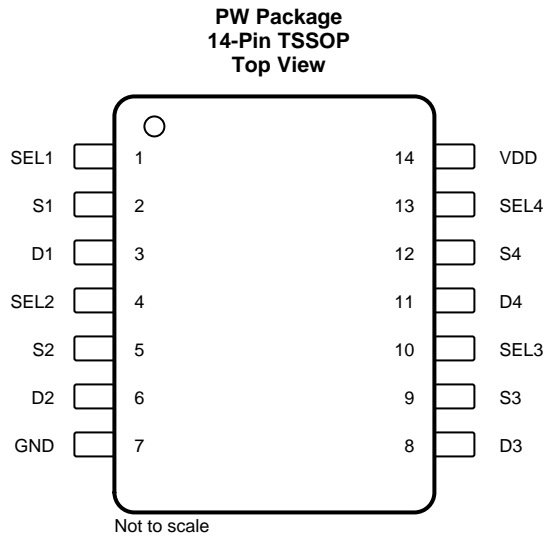 PW Package
14-Pin TSSOP
Top View
SEL1 1 14 VDD
S1 2 13 SEL4
D1 3 12 S4
SEL2 4 11 D4
S2 5 10 SEL3
D2 6 9 S3
GND 7 8 D3
Not to scale